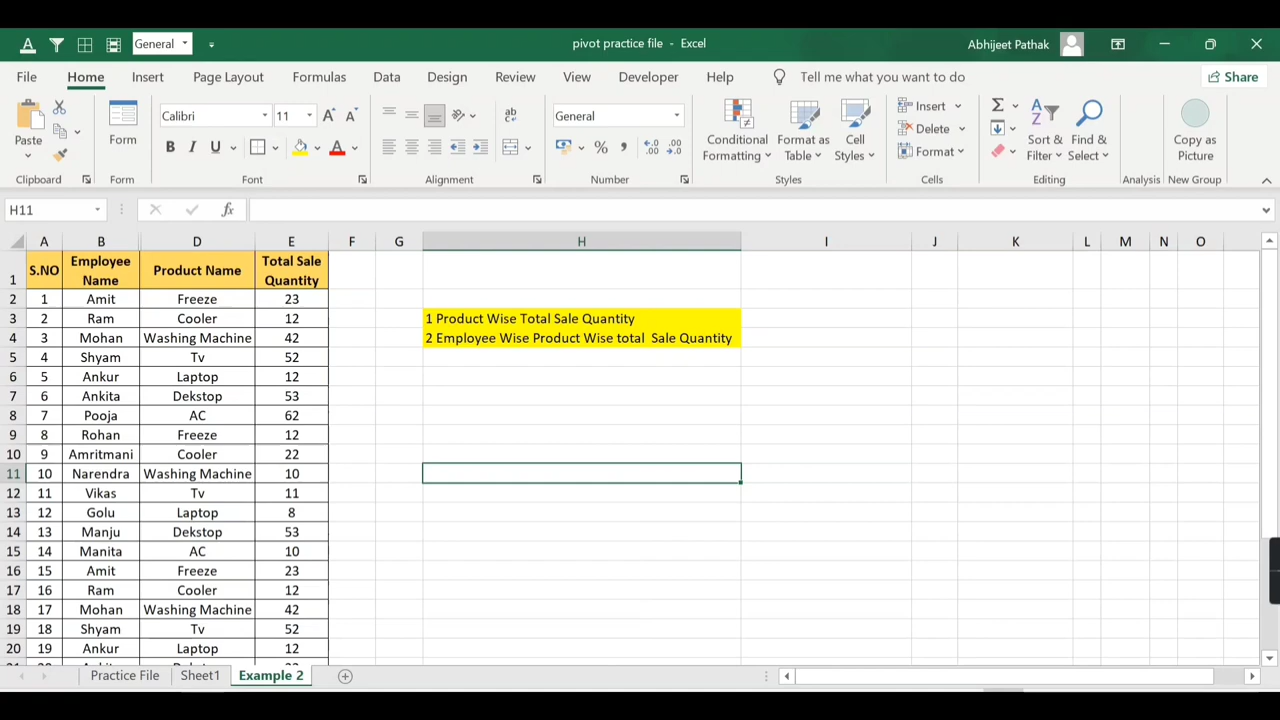 General
pivot practice file - Excel
Abhijeet Pathak
File Home Insert Page Layout Formulas Data Design Review View Developer Help Tell me what you want to do Share
Paste
Clipboard
Form
Form
Calibri 11
B I U
Font
Alignment
General
Number
Conditional Formatting
Format as Table
Cell Styles
Styles
Insert
Delete
Format
Cells
Sort & Filter
Find & Select
Editing
Analysis
Copy as Picture
New Group
H11 fx
A B D E F G H I J K L M N O
1 S.NO Employee Name Product Name Total Sale Quantity
2 1 Amit Freeze 23
3 2 Ram Cooler 12 1 Product Wise Total Sale Quantity
4 3 Mohan Washing Machine 42 2 Employee Wise Product Wise total  Sale Quantity
5 4 Shyam Tv 52
6 5 Ankur Laptop 12
7 6 Ankita Dekstop 53
8 7 Pooja AC 62
9 8 Rohan Freeze 12
10 9 Amritmani Cooler 22
11 10 Narendra Washing Machine 10
12 11 Vikas Tv 11
13 12 Golu Laptop 8
14 13 Manju Dekstop 53
15 14 Manita AC 10
16 15 Amit Freeze 23
17 16 Ram Cooler 12
18 17 Mohan Washing Machine 42
19 18 Shyam Tv 52
20 19 Ankur Laptop 12
Practice File Sheet1 Example 2